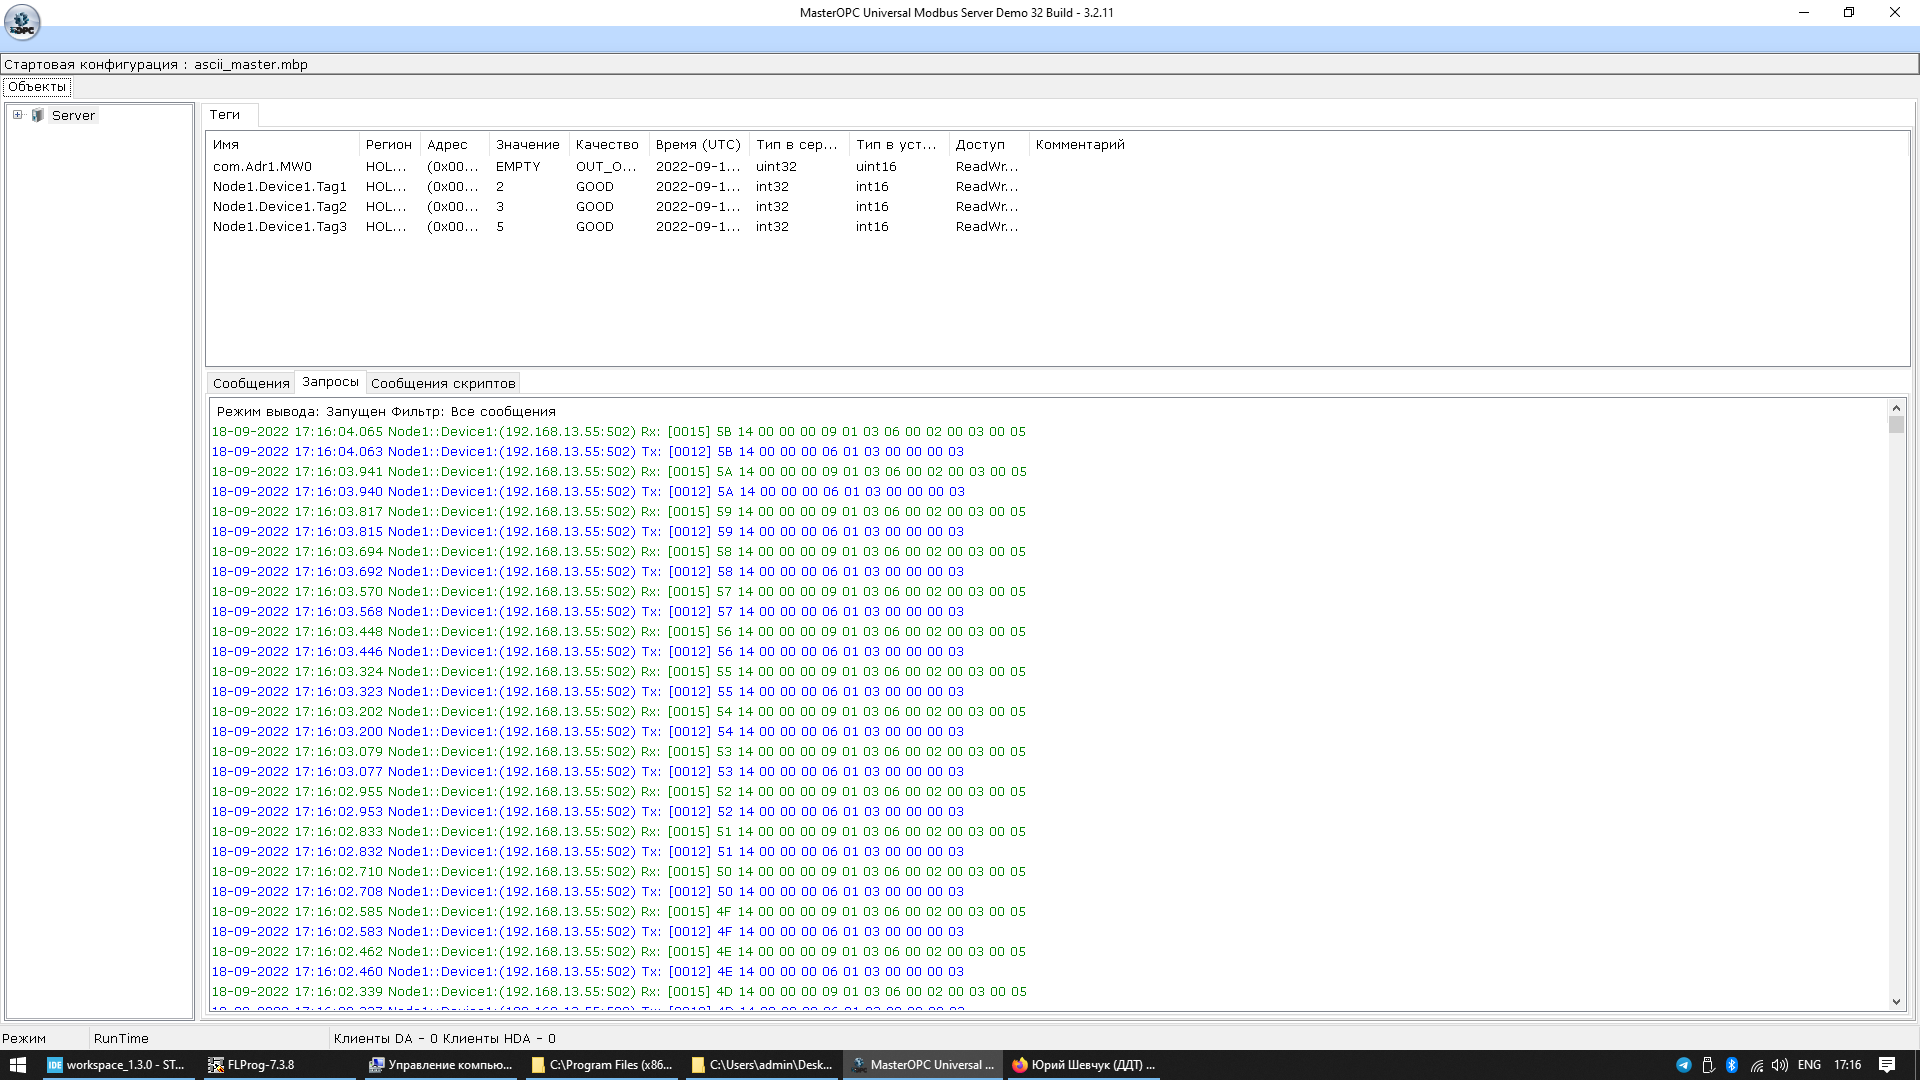 MasterOPC Universal Modbus Server Demo 32 Build - 3.2.11
Стартовая конфигурация : ascii_master.mbp
Объекты
Server
Теги
Имя Регион Адрес Значение Качество Время (UTC) Тип в сер... Тип в уст... Доступ Комментарий
com.Adr1.MW0 HOL... (0x00... EMPTY OUT_O... 2022-09-1... uint32 uint16 ReadWr...
Node1.Device1.Tag1 HOL... (0x00... 2 GOOD 2022-09-1... int32 int16 ReadWr...
Node1.Device1.Tag2 HOL... (0x00... 3 GOOD 2022-09-1... int32 int16 ReadWr...
Node1.Device1.Tag3 HOL... (0x00... 5 GOOD 2022-09-1... int32 int16 ReadWr...
Сообщения Запросы Сообщения скриптов
Режим вывода: Запущен Фильтр: Все сообщения
18-09-2022 17:16:04.065 Node1::Device1:(192.168.13.55:502) Rx: [0015] 5B 14 00 00 00 09 01 03 06 00 02 00 03 00 05
18-09-2022 17:16:04.063 Node1::Device1:(192.168.13.55:502) Tx: [0012] 5B 14 00 00 00 06 01 03 00 00 00 03
18-09-2022 17:16:03.941 Node1::Device1:(192.168.13.55:502) Rx: [0015] 5A 14 00 00 00 09 01 03 06 00 02 00 03 00 05
18-09-2022 17:16:03.940 Node1::Device1:(192.168.13.55:502) Tx: [0012] 5A 14 00 00 00 06 01 03 00 00 00 03
18-09-2022 17:16:03.817 Node1::Device1:(192.168.13.55:502) Rx: [0015] 59 14 00 00 00 09 01 03 06 00 02 00 03 00 05
18-09-2022 17:16:03.815 Node1::Device1:(192.168.13.55:502) Tx: [0012] 59 14 00 00 00 06 01 03 00 00 00 03
18-09-2022 17:16:03.694 Node1::Device1:(192.168.13.55:502) Rx: [0015] 58 14 00 00 00 09 01 03 06 00 02 00 03 00 05
18-09-2022 17:16:03.692 Node1::Device1:(192.168.13.55:502) Tx: [0012] 58 14 00 00 00 06 01 03 00 00 00 03
18-09-2022 17:16:03.570 Node1::Device1:(192.168.13.55:502) Rx: [0015] 57 14 00 00 00 09 01 03 06 00 02 00 03 00 05
18-09-2022 17:16:03.568 Node1::Device1:(192.168.13.55:502) Tx: [0012] 57 14 00 00 00 06 01 03 00 00 00 03
18-09-2022 17:16:03.448 Node1::Device1:(192.168.13.55:502) Rx: [0015] 56 14 00 00 00 09 01 03 06 00 02 00 03 00 05
18-09-2022 17:16:03.446 Node1::Device1:(192.168.13.55:502) Tx: [0012] 56 14 00 00 00 06 01 03 00 00 00 03
18-09-2022 17:16:03.324 Node1::Device1:(192.168.13.55:502) Rx: [0015] 55 14 00 00 00 09 01 03 06 00 02 00 03 00 05
18-09-2022 17:16:03.323 Node1::Device1:(192.168.13.55:502) Tx: [0012] 55 14 00 00 00 06 01 03 00 00 00 03
18-09-2022 17:16:03.202 Node1::Device1:(192.168.13.55:502) Rx: [0015] 54 14 00 00 00 09 01 03 06 00 02 00 03 00 05
18-09-2022 17:16:03.200 Node1::Device1:(192.168.13.55:502) Tx: [0012] 54 14 00 00 00 06 01 03 00 00 00 03
18-09-2022 17:16:03.079 Node1::Device1:(192.168.13.55:502) Rx: [0015] 53 14 00 00 00 09 01 03 06 00 02 00 03 00 05
18-09-2022 17:16:03.077 Node1::Device1:(192.168.13.55:502) Tx: [0012] 53 14 00 00 00 06 01 03 00 00 00 03
18-09-2022 17:16:02.955 Node1::Device1:(192.168.13.55:502) Rx: [0015] 52 14 00 00 00 09 01 03 06 00 02 00 03 00 05
18-09-2022 17:16:02.953 Node1::Device1:(192.168.13.55:502) Tx: [0012] 52 14 00 00 00 06 01 03 00 00 00 03
18-09-2022 17:16:02.833 Node1::Device1:(192.168.13.55:502) Rx: [0015] 51 14 00 00 00 09 01 03 06 00 02 00 03 00 05
18-09-2022 17:16:02.832 Node1::Device1:(192.168.13.55:502) Tx: [0012] 51 14 00 00 00 06 01 03 00 00 00 03
18-09-2022 17:16:02.710 Node1::Device1:(192.168.13.55:502) Rx: [0015] 50 14 00 00 00 09 01 03 06 00 02 00 03 00 05
18-09-2022 17:16:02.708 Node1::Device1:(192.168.13.55:502) Tx: [0012] 50 14 00 00 00 06 01 03 00 00 00 03
18-09-2022 17:16:02.585 Node1::Device1:(192.168.13.55:502) Rx: [0015] 4F 14 00 00 00 09 01 03 06 00 02 00 03 00 05
18-09-2022 17:16:02.583 Node1::Device1:(192.168.13.55:502) Tx: [0012] 4F 14 00 00 00 06 01 03 00 00 00 03
18-09-2022 17:16:02.462 Node1::Device1:(192.168.13.55:502) Rx: [0015] 4E 14 00 00 00 09 01 03 06 00 02 00 03 00 05
18-09-2022 17:16:02.460 Node1::Device1:(192.168.13.55:502) Tx: [0012] 4E 14 00 00 00 06 01 03 00 00 00 03
18-09-2022 17:16:02.339 Node1::Device1:(192.168.13.55:502) Rx: [0015] 4D 14 00 00 00 09 01 03 06 00 02 00 03 00 05
Режим RunTime Клиенты DA - 0 Клиенты HDA - 0
IDE workspace_1.3.0 - ST... FLProg-7.3.8 Управление компью... C:\Program Files (x86... C:\Users\admin\Desk... MasterOPC Universal ... Юрий Шевчук (ДДТ) ... ENG 17:16